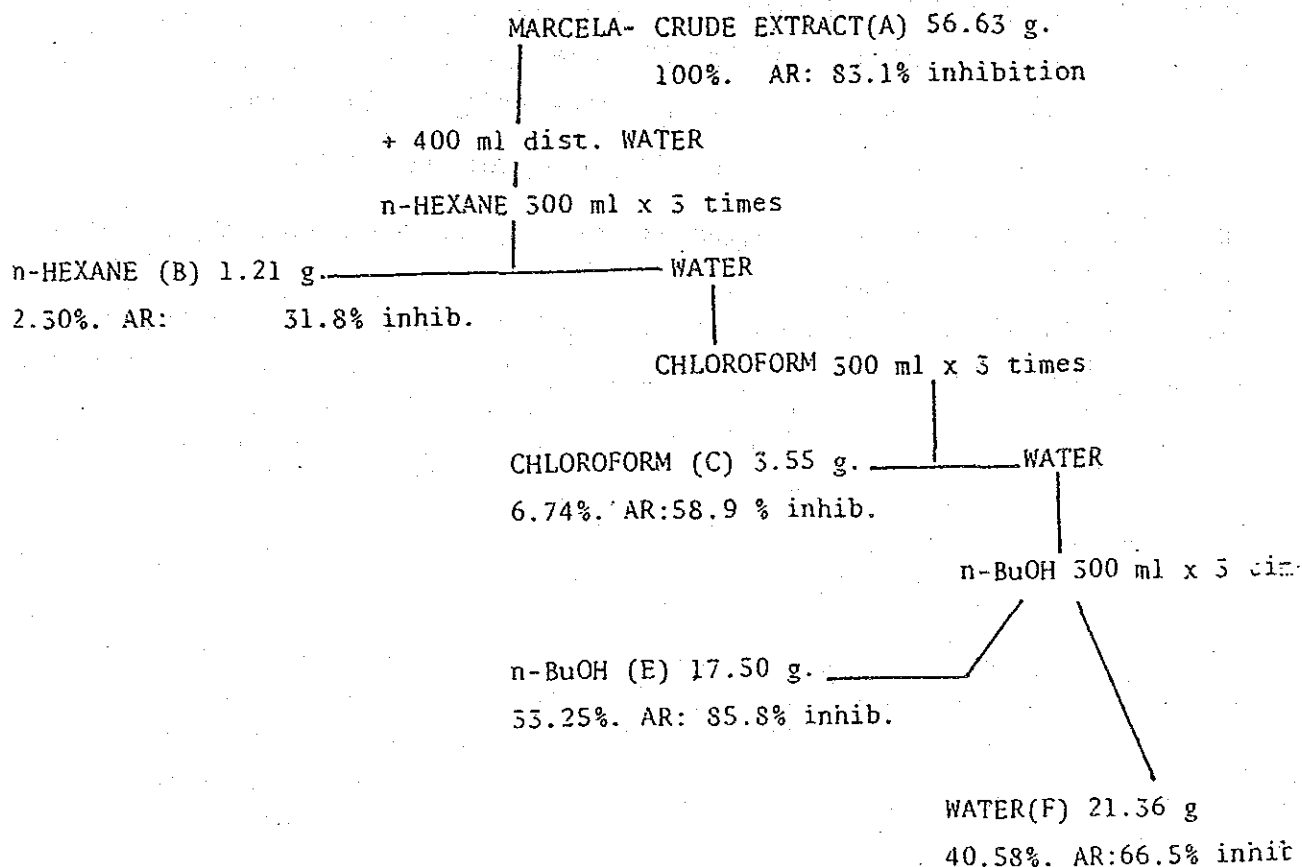 MARCELA- CRUDE EXTRACT(A) 56.63 g.
100%. AR: 83.1% inhibition
+ 400 ml dist. WATER
n-HEXANE 300 ml x 3 times
n-HEXANE (B) 1.21 g.
WATER
2.30%. AR: 31.8% inhib.
CHLOROFORM 300 ml x 3 times
CHLOROFORM (C) 3.55 g.
WATER
6.74%. AR:58.9 % inhib.
n-BuOH 300 ml x 3
n-BuOH (E) 17.50 g.
33.25%. AR: 85.8% inhib.
WATER(F) 21.36 g
40.58%. AR:66.5% inhib